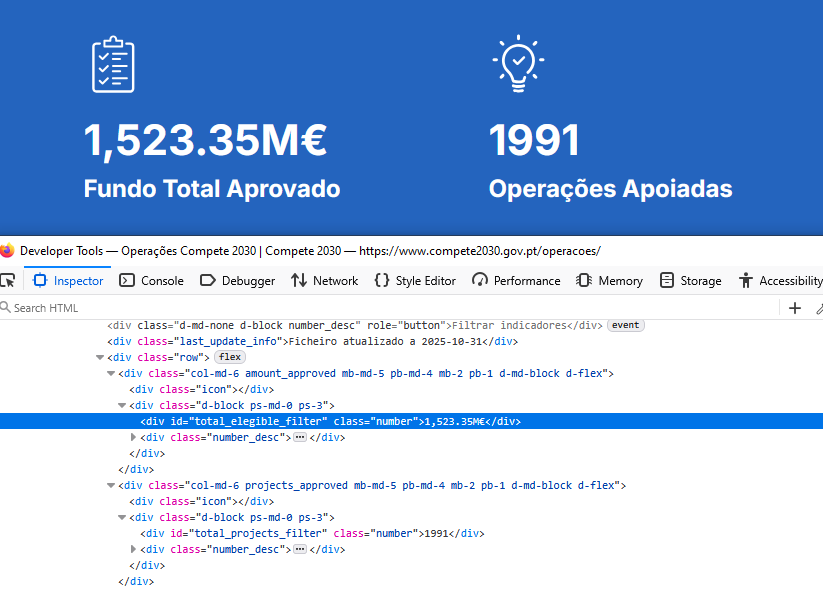 1,523.35M€
1991
Fundo Total Aprovado
Operações Apoiadas
Developer Tools — Operações Compete 2030 | Compete 2030 — https://www.compete2030.gov.pt/operacoes/
Inspector Console Debugger Network Style Editor Performance Memory Storage Accessibility
Search HTML
<div class="d-md-none d-block number_desc" role="button">Filtrar indicadores</div> event
<div class="last_update_info">Ficheiro atualizado a 2025-10-31</div>
<div class="row"> flex
<div class="col-md-6 amount_approved mb-md-5 pb-md-4 mb-2 pb-1 d-md-block d-flex">
<div class="icon"></div>
<div class="d-block ps-md-0 ps-3">
<div id="total_elegible_filter" class="number">1,523.35M€</div>
<div class="number_desc">⋯</div>
</div>
</div>
<div class="col-md-6 projects_approved mb-md-5 pb-md-4 mb-2 pb-1 d-md-block d-flex">
<div class="icon"></div>
<div class="d-block ps-md-0 ps-3">
<div id="total_projects_filter" class="number">1991</div>
<div class="number_desc">⋯</div>
</div>
</div>